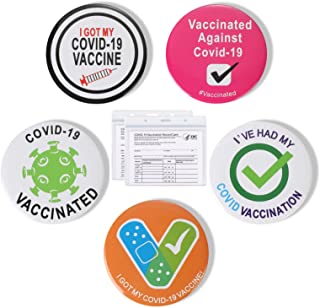 I GOT MY
COVID-19
VACCINE
Vaccinated
Against
Covid-19
#Vaccinated
COVID-19
VACCINATED
I`VE HAD MY
COVID VACCINATION
I GOT MY COVID-19 VACCINE!
COVID-19 Vaccination Record Card
CDC